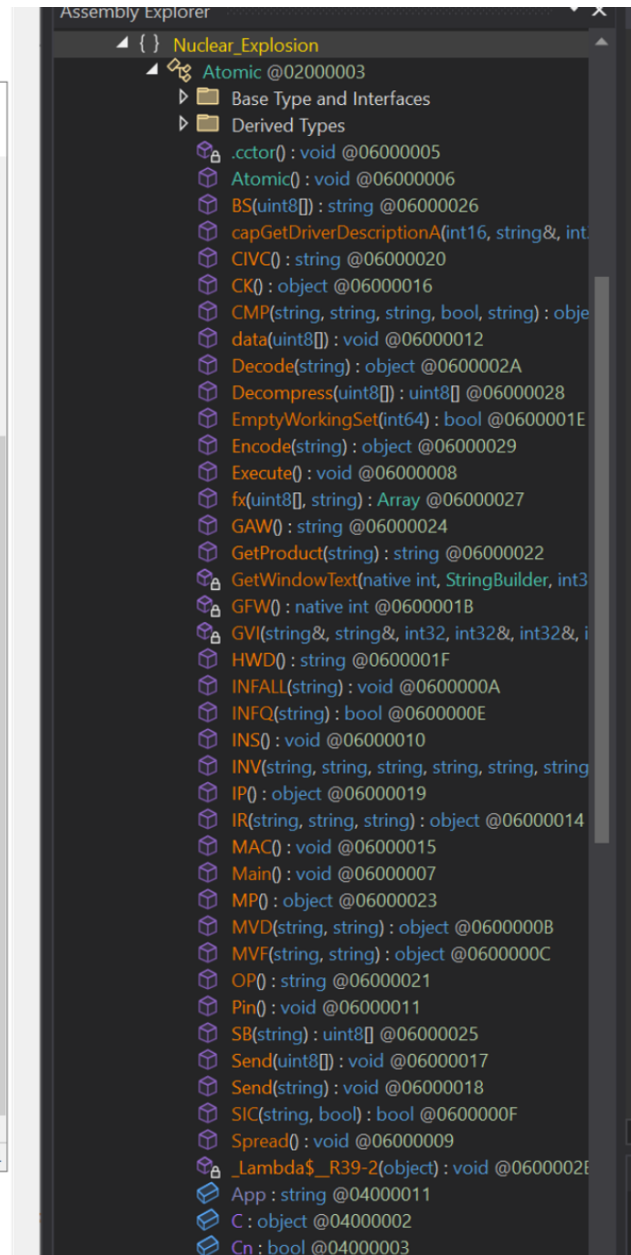 Assembly Explorer
{ } Nuclear_Explosion
Atomic @02000003
Base Type and Interfaces
Derived Types
.cctor() : void @06000005
Atomic() : void @06000006
BS(uint8[]) : string @06000026
capGetDriverDescriptionA(int16, string&, int
CIVC() : string @06000020
CK() : object @06000016
CMP(string, string, string, bool, string) : obje
data(uint8[]) : void @06000012
Decode(string) : object @0600002A
Decompress(uint8[]) : uint8[] @06000028
EmptyWorkingSet(int64) : bool @0600001E
Encode(string) : object @06000029
Execute() : void @06000008
fx(uint8[], string) : Array @06000027
GAW() : string @06000024
GetProduct(string) : string @06000022
GetWindowText(native int, StringBuilder, int3
GFW() : native int @0600001B
GVI(string&, string&, int32, int32&, int32&, i
HWD() : string @0600001F
INFALL(string) : void @0600000A
INFQ(string) : bool @0600000E
INS() : void @06000010
INV(string, string, string, string, string, string
IP() : object @06000019
IR(string, string, string) : object @06000014
MAC() : void @06000015
Main() : void @06000007
MP() : object @06000023
MVD(string, string) : object @0600000B
MVF(string, string) : object @0600000C
OP() : string @06000021
Pin() : void @06000011
SB(string) : uint8[] @06000025
Send(uint8[]) : void @06000017
Send(string) : void @06000018
SIC(string, bool) : bool @0600000F
Spread() : void @06000009
_Lambda$__R39-2(object) : void @0600002E
App : string @04000011
C : object @04000002
Cn : bool @04000003